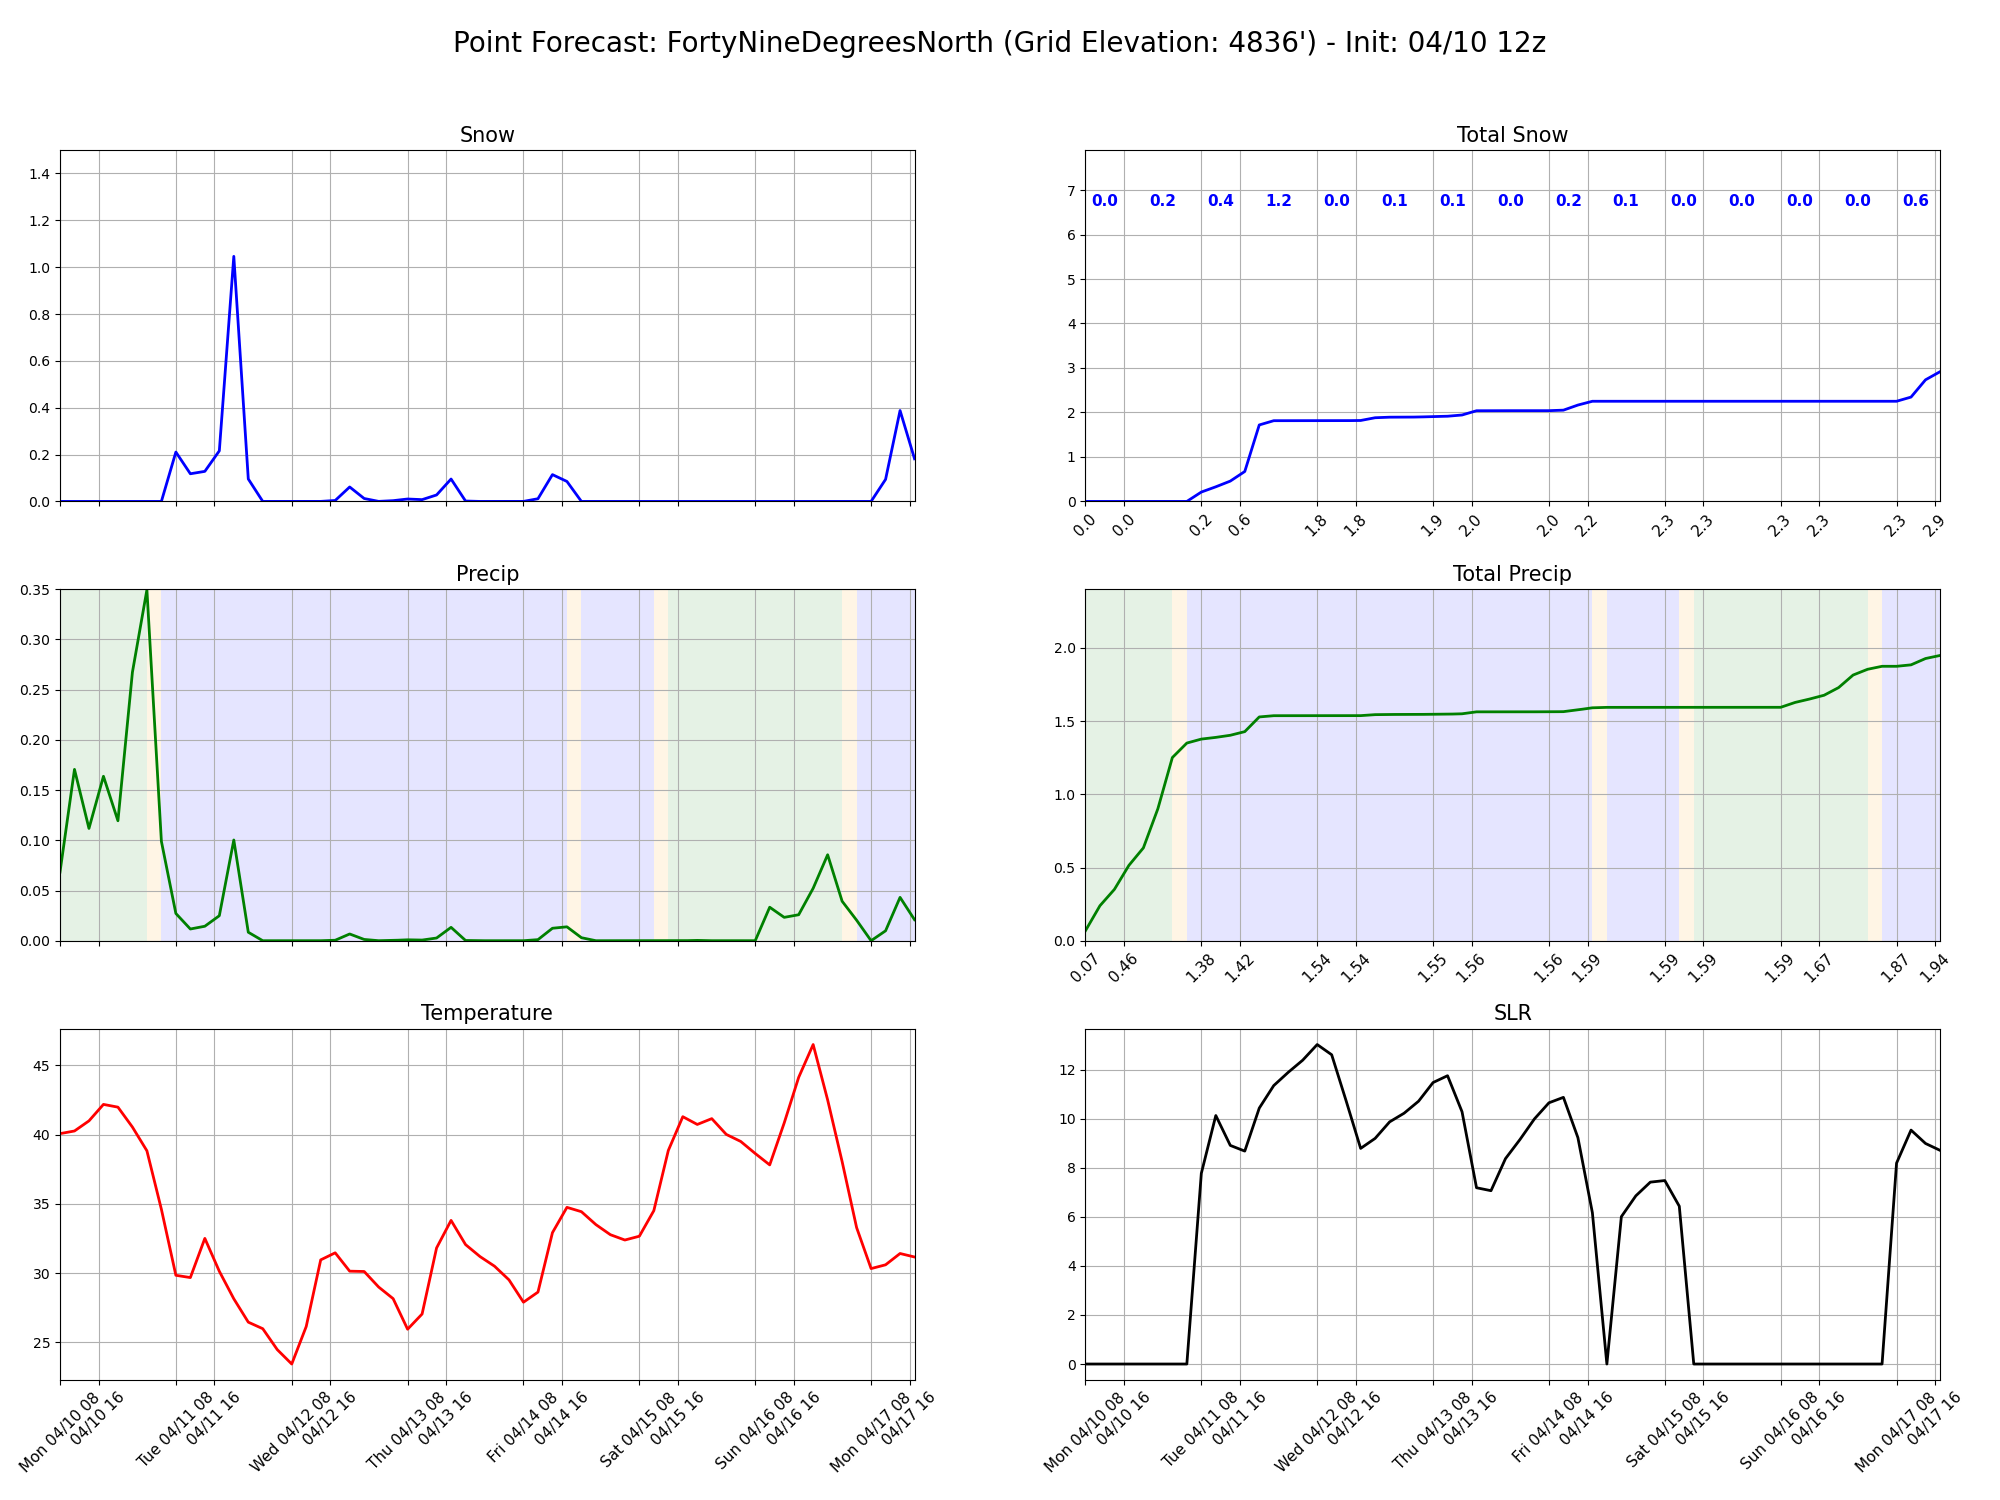 Point Forecast: FortyNineDegreesNorth (Grid Elevation: 4836') - Init: 04/10 12z
Snow
1.4
1.2
1.0
0.8
0.6
0.4
0.2
0.0
Total Snow
0.0 0.2 0.4 1.2 0.0 0.1 0.1 0.0 0.2 0.1 0.0 0.0 0.0 0.0 0.6
7
6
5
4
3
2
1
0
0.0 0.0 0.2 0.6 1.8 1.8 1.9 2.0 2.0 2.2 2.3 2.3 2.3 2.3 2.3 2.9
Precip
0.35
0.30
0.25
0.20
0.15
0.10
0.05
0.00
Total Precip
2.0
1.5
1.0
0.5
0.0
0.07 0.46 1.38 1.42 1.54 1.54 1.55 1.56 1.56 1.59 1.59 1.59 1.59 1.67 1.87 1.94
Temperature
45
40
35
30
25
Mon 04/10 08
04/10 16
Tue 04/11 08
04/11 16
Wed 04/12 08
04/12 16
Thu 04/13 08
04/13 16
Fri 04/14 08
04/14 16
Sat 04/15 08
04/15 16
Sun 04/16 08
04/16 16
Mon 04/17 08
04/17 16
SLR
12
10
8
6
4
2
0
Mon 04/10 08
04/10 16
Tue 04/11 08
04/11 16
Wed 04/12 08
04/12 16
Thu 04/13 08
04/13 16
Fri 04/14 08
04/14 16
Sat 04/15 08
04/15 16
Sun 04/16 08
04/16 16
Mon 04/17 08
04/17 16